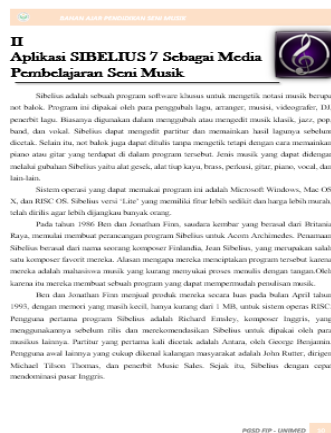 BAHAN AJAR PENDIDIKAN SENI MUSIK
II
Aplikasi SIBELIUS 7 Sebagai Media
Pembelajaran Seni Musik
Sibelius adalah sebuah program software khusus untuk mengetik notasi musik berupa
not balok. Program ini dipakai oleh para penggubah lagu, arranger, musisi, videografer, DJ,
penerbit lagu. Biasanya digunakan dalam menggubah atau mengedit musik klasik, jazz, pop,
band, dan vokal. Sibelius dapat mengedit partitur dan memainkan hasil lagunya sebelum
dicetak. Selain itu, not balok juga dapat ditulis tanpa mengetik tetapi dengan cara memainkan
piano atau gitar yang terdapat di dalam program tersebut. Jenis musik yang dapat didengar
melalui gubahan Sibelius yaitu alat gesek, alat tiup kayu, brass, perkusi, gitar, piano, vocal, dan
lain-lain.
Sistem operasi yang dapat memakai program ini adalah Microsoft Windows, Mac OS
X, dan RISC OS. Sibelius versi 'Lite' yang memiliki fitur lebih sedikit dan harga lebih murah,
telah dirilis agar lebih dijangkau banyak orang.
Pada tahun 1986 Ben dan Jonathan Finn, saudara kembar yang berasal dari Britania
Raya, memulai membuat perancangan program Sibelius untuk Acorn Archimedes. Penamaan
Sibelius berasal dari nama seorang komposer Finlandia, Jean Sibelius, yang merupakan salah
satu komposer favorit mereka. Alasan mengapa mereka menciptakan program tersebut karena
mereka adalah mahasiswa musik yang kurang menyukai proses menulis dengan tangan.Oleh
karena itu mereka membuat sebuah program yang dapat mempermudah penulisan musik.
Ben dan Jonathan Finn menjual produk mereka secara luas pada bulan April tahun
1993, dengan memori yang masih kecil, hanya kurang dari 1 MB, untuk sistem operasi RISC.
Pengguna pertama program Sibelius adalah Richard Emsley, komposer Inggris, yang
menggunakannya sebelum rilis dan merekomendasikan Sibelius untuk dipakai oleh para
musikus lainnya. Partitur yang pertama kali dicetak adalah Antara, oleh George Benjamin.
Pengguna awal lainnya yang cukup dikenal kalangan masyarakat adalah John Rutter, dirigen
Michael Tilson Thomas, dan penerbit Music Sales. Sejak itu, Sibelius dengan cepat
mendominasi pasar Inggris.
PGSD FIP - UNIMED